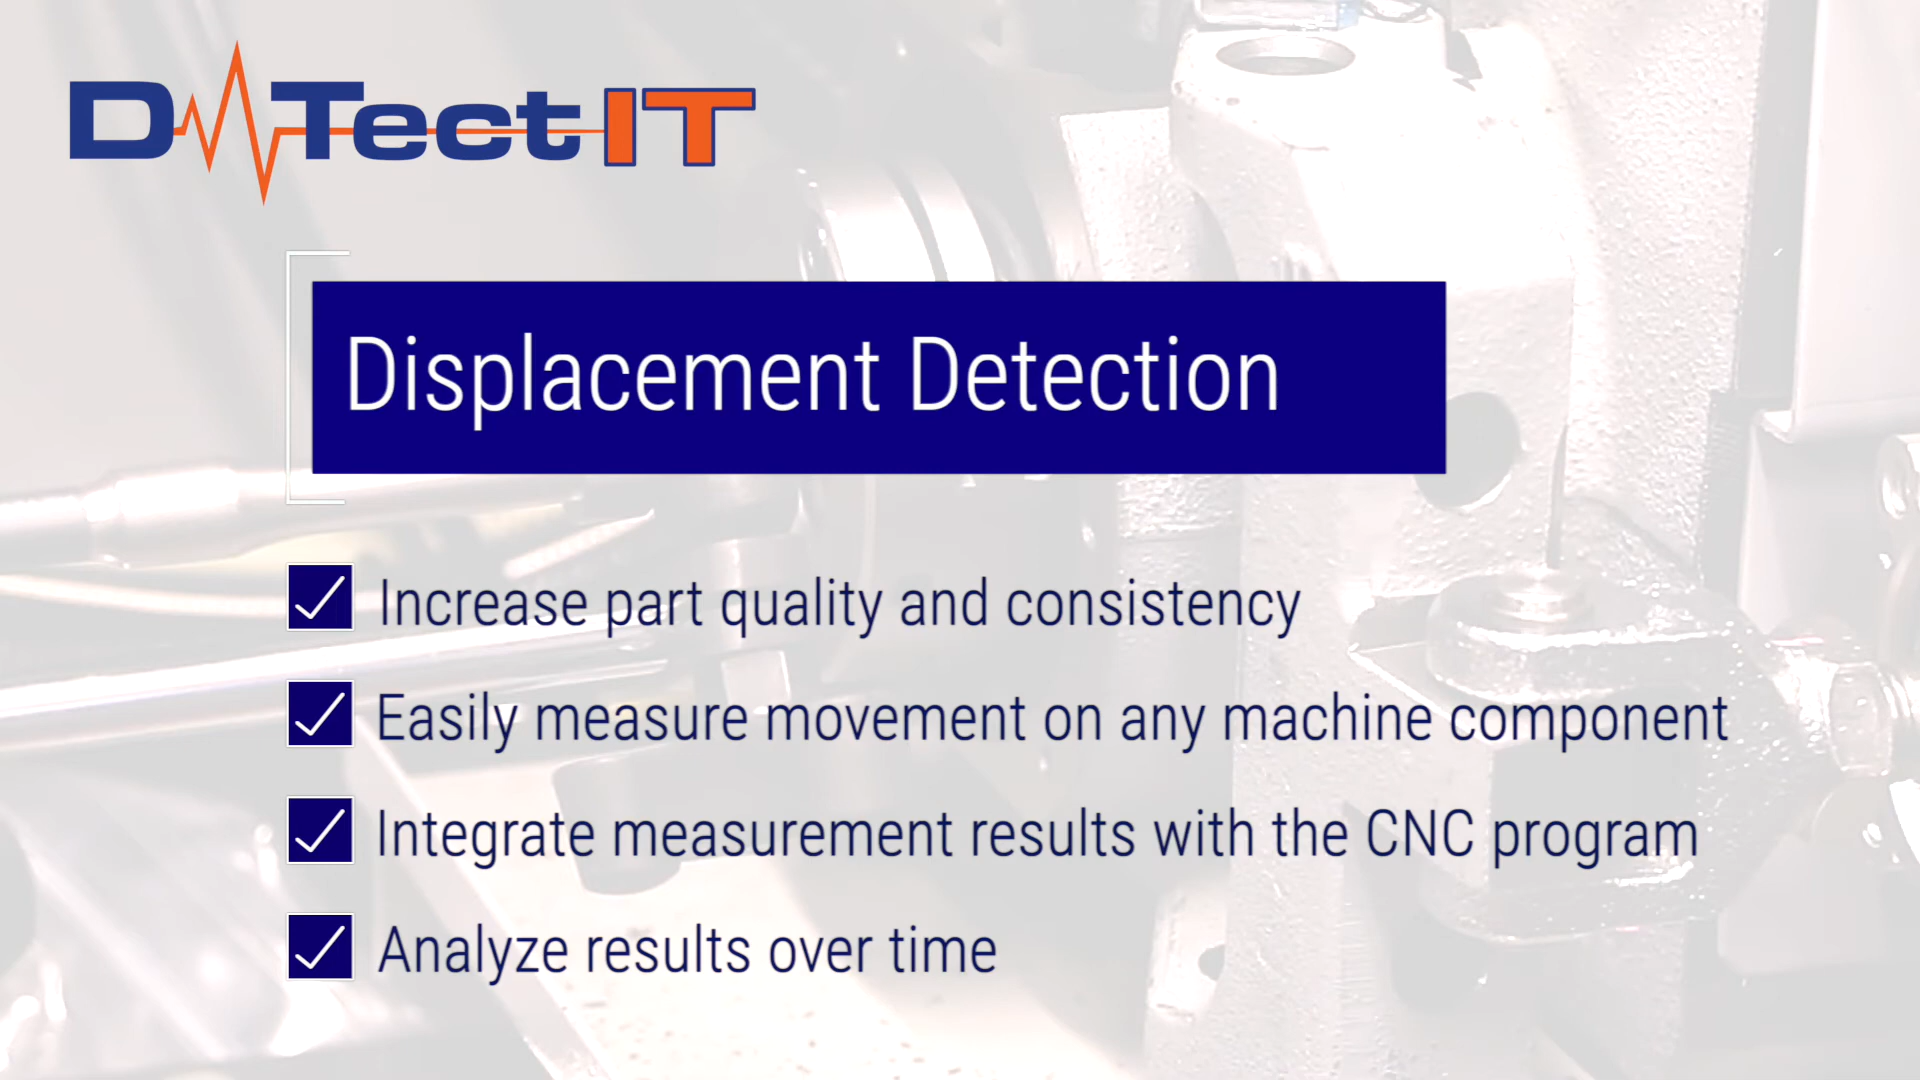 D-TectIT
Displacement Detection
Increase part quality and consistency
Easily measure movement on any machine component
Integrate measurement results with the CNC program
Analyze results over time